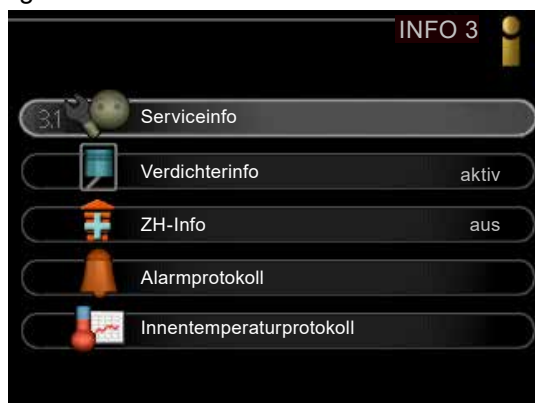 INFO 3
3.1 Serviceinfo
Verdichterinfo aktiv
ZH-Info aus
Alarmprotokoll
Innentemperaturprotokoll